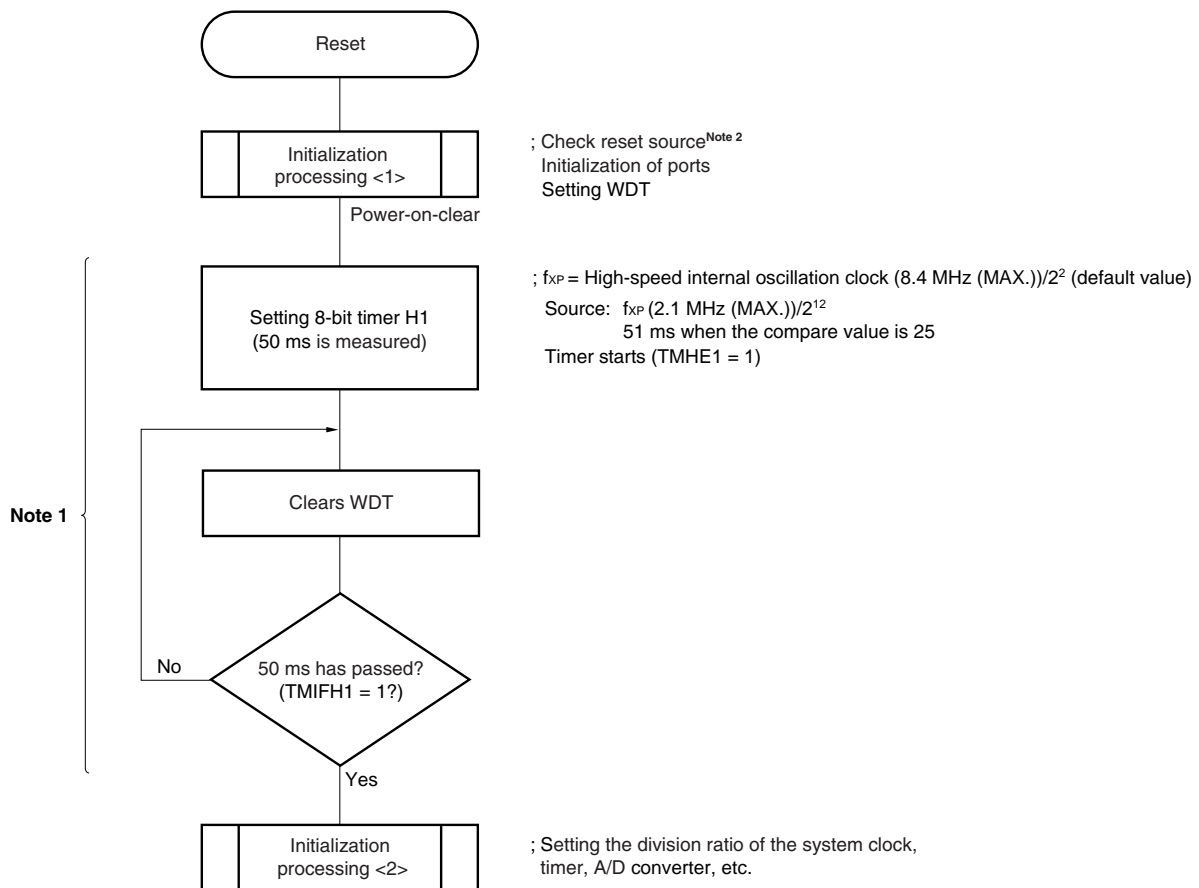 Reset
Initialization
processing <1>
; Check reset source^Note 2
Initialization of ports
Setting WDT
Power-on-clear
Setting 8-bit timer H1
(50 ms is measured)
; fXP = High-speed internal oscillation clock (8.4 MHz (MAX.))/2² (default value)
Source: fXP (2.1 MHz (MAX.))/2¹²
51 ms when the compare value is 25
Timer starts (TMHE1 = 1)
Note 1
Clears WDT
No
50 ms has passed?
(TMIFH1 = 1?)
Yes
Initialization
processing <2>
; Setting the division ratio of the system clock,
timer, A/D converter, etc.